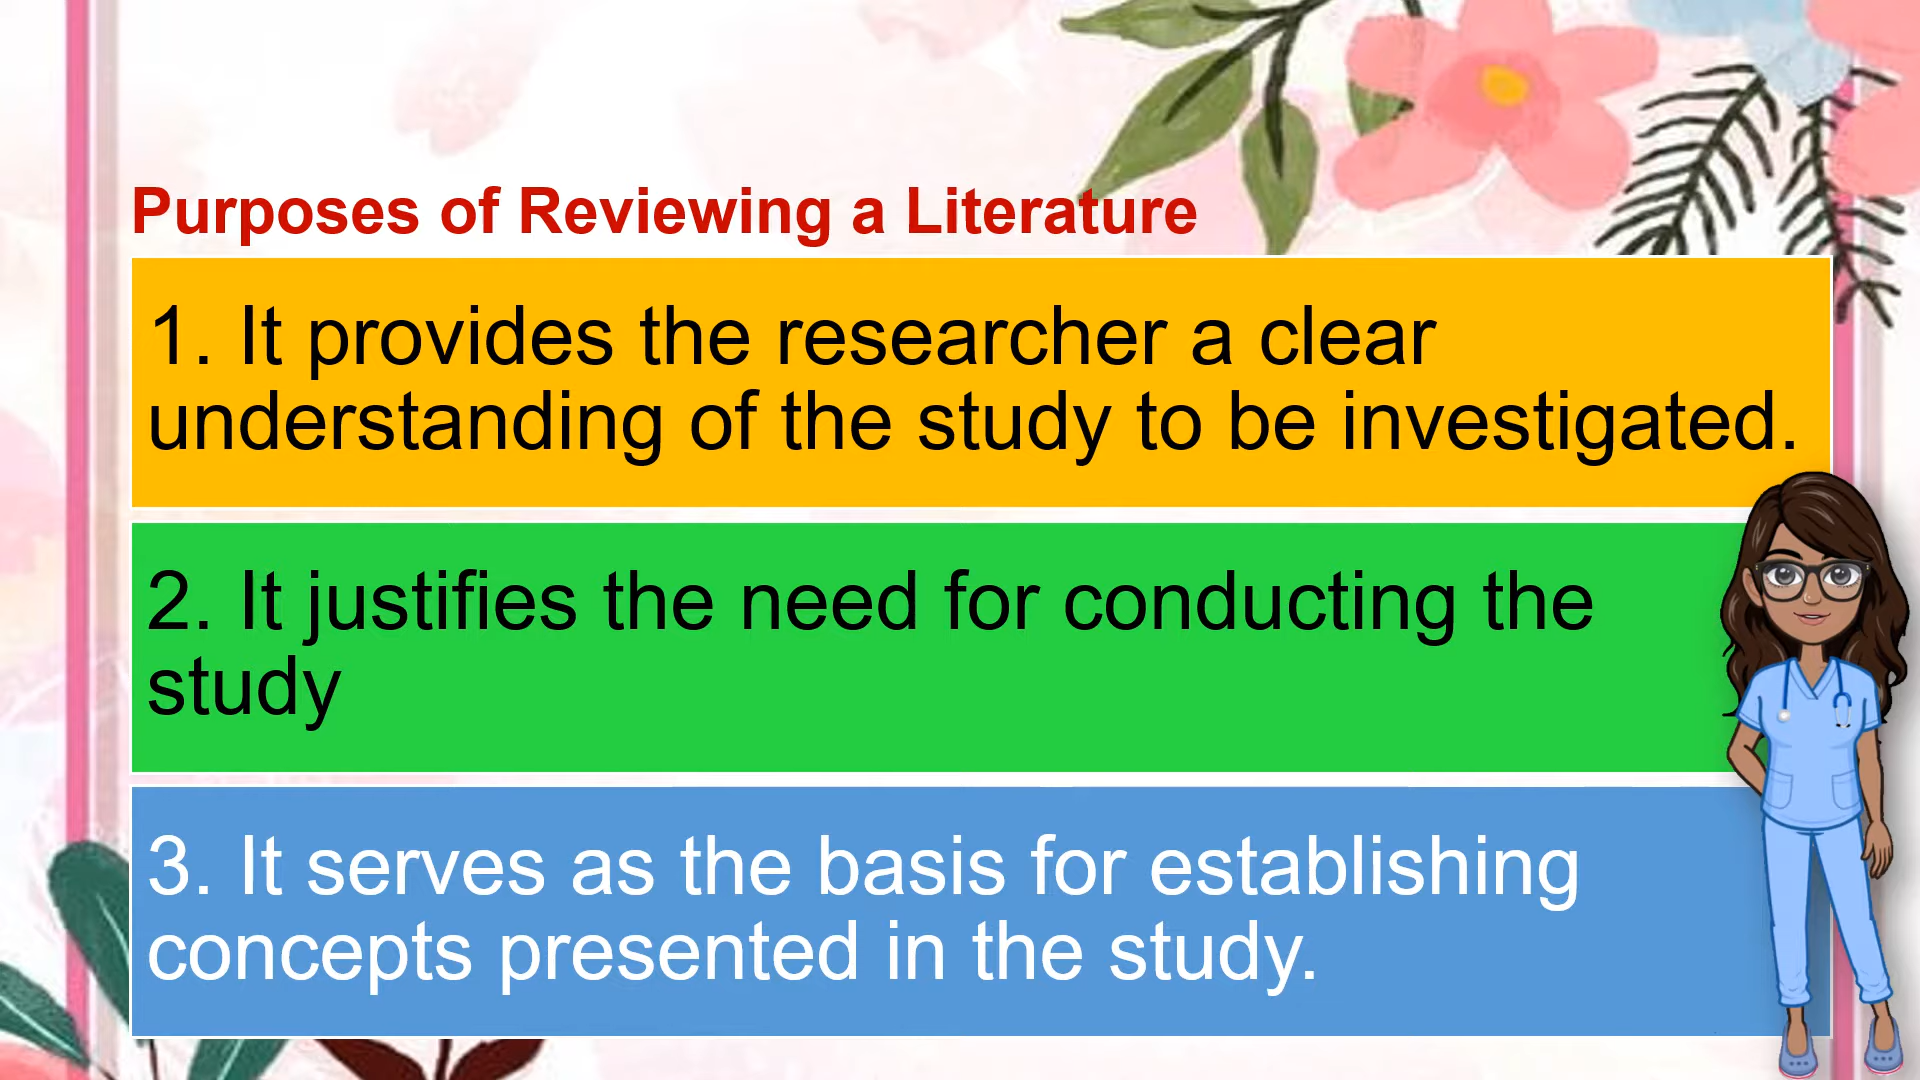 Purposes of Reviewing a Literature
1. It provides the researcher a clear
understanding of the study to be investigated.
2. It justifies the need for conducting the
study
3. It serves as the basis for establishing
concepts presented in the study.